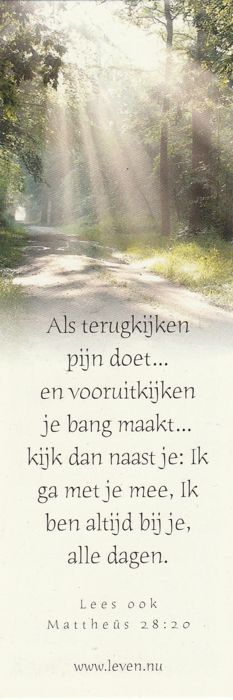 Als terugkijken
pijn doet...
en vooruitkijken
je bang maakt...
kijk dan naast je: Ik
ga met je mee, Ik
ben altijd bij je,
alle dagen.
Lees ook
Mattheüs 28:20
www.leven.nu